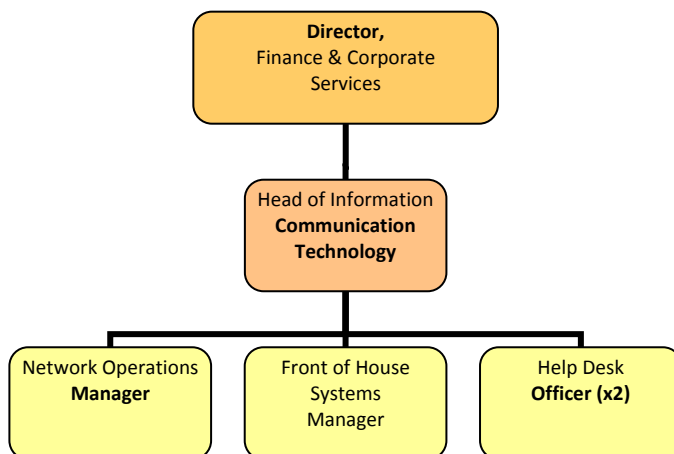 Director,
Finance & Corporate
Services
Head of Information
Communication
Technology
Network Operations
Manager
Front of House
Systems
Manager
Help Desk
Officer (x2)